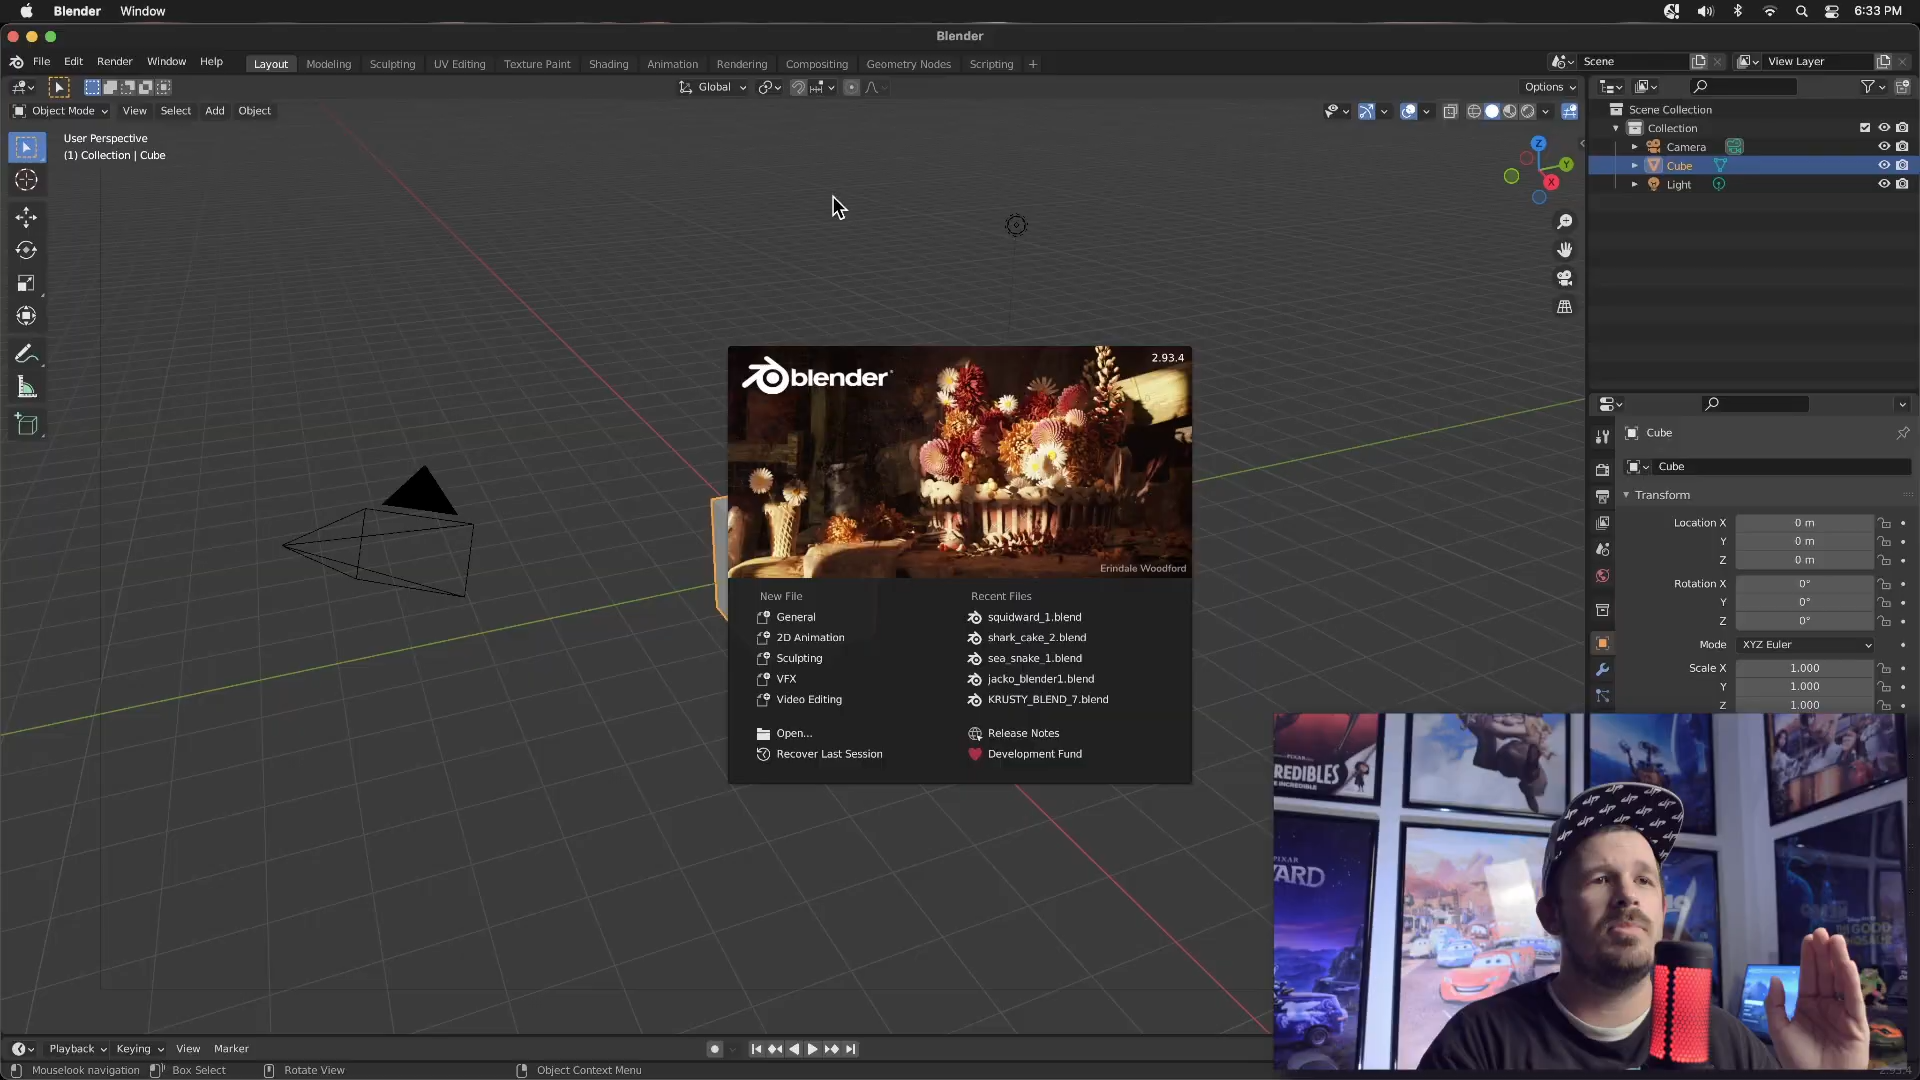 Blender Window 6:33 PM
Blender
File Edit Render Window Help Layout Modeling Sculpting UV Editing Texture Paint Shading Animation Rendering Compositing Geometry Nodes Scripting + Scene View Layer
Global Options
Object Mode View Select Add Object
User Perspective
(1) Collection | Cube
Z
Y
X
Scene Collection
Collection
Camera
Cube
Light
blender
2.93.4
Erindale Woodford
New File Recent Files
General squidward_1.blend
2D Animation shark_cake_2.blend
Sculpting sea_snake_1.blend
VFX jacko_blender1.blend
Video Editing KRUSTY_BLEND_7.blend
Open... Release Notes
Recover Last Session Development Fund
Cube
Cube
Transform
Location X 0 m
Y 0 m
Z 0 m
Rotation X 0°
Y 0°
Z 0°
Mode XYZ Euler
Scale X 1.000
Y 1.000
Z 1.000
Playback Keying View Marker
Mouselook navigation Box Select Rotate View Object Context Menu
2.93.4